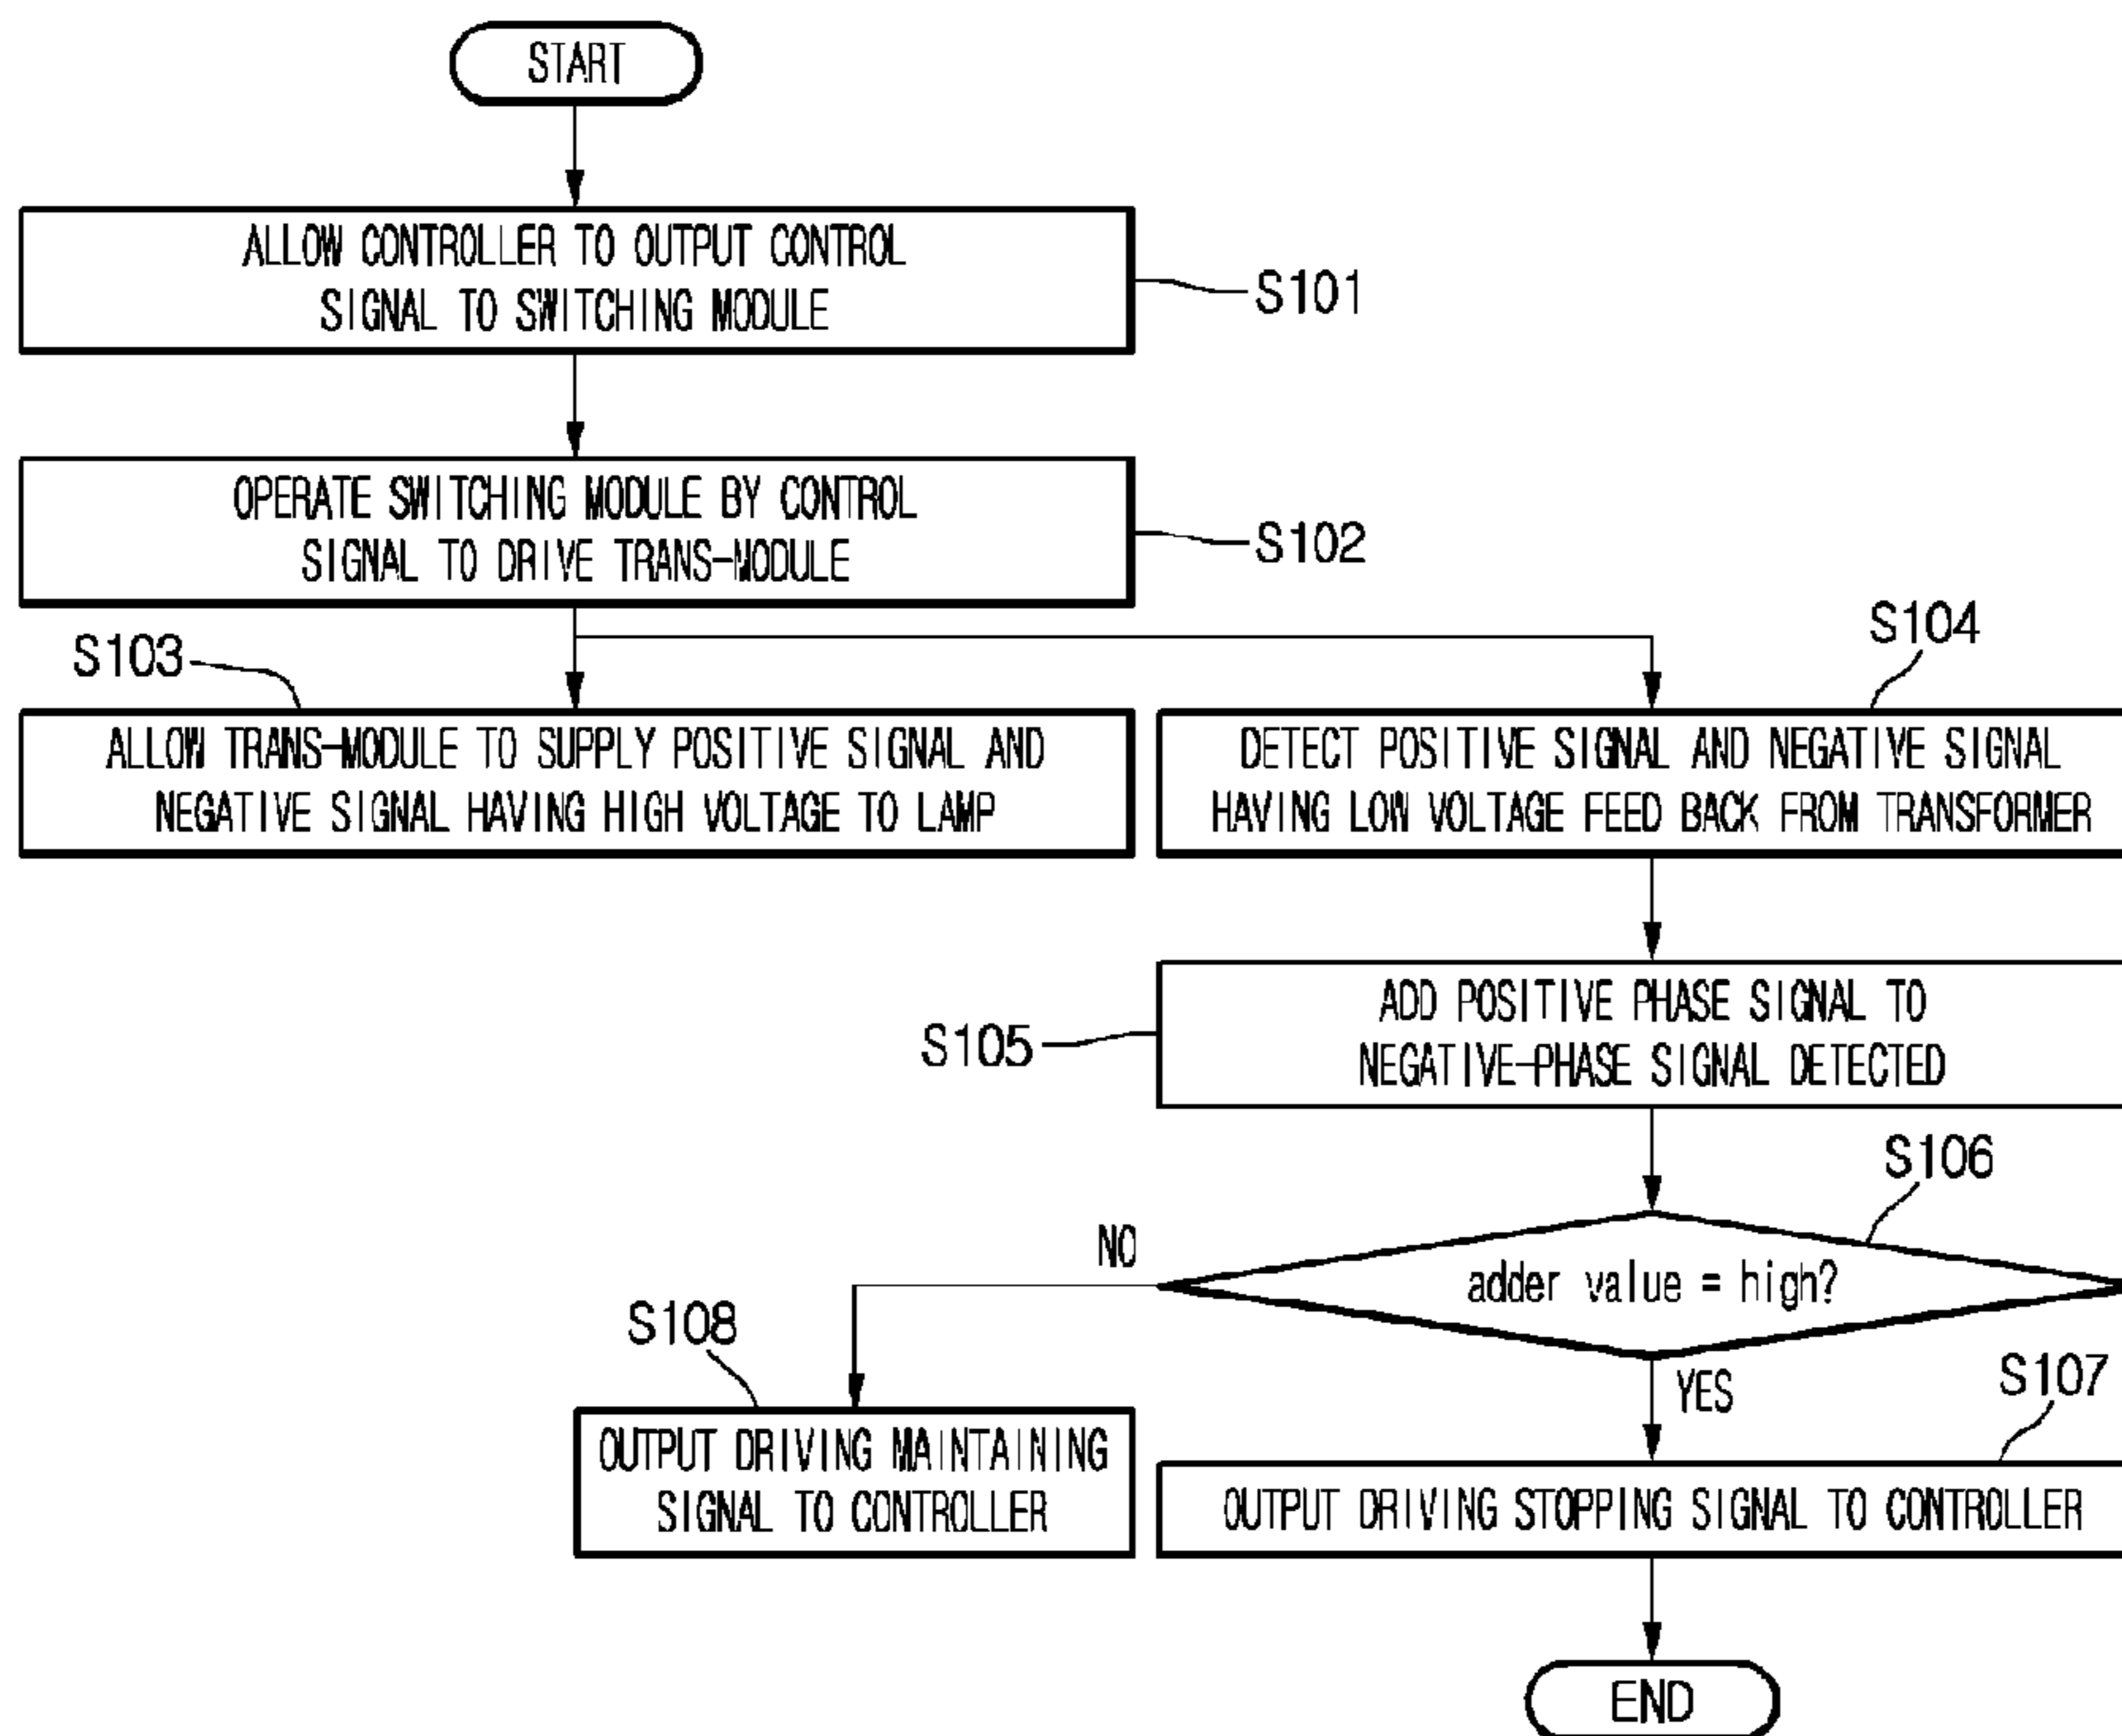 START
ALLOW CONTROLLER TO OUTPUT CONTROL
SIGNAL TO SWITCHING MODULE
S101
OPERATE SWITCHING MODULE BY CONTROL
SIGNAL TO DRIVE TRANS-MODULE
S102
S103
S104
ALLOW TRANS-MODULE TO SUPPLY POSITIVE SIGNAL AND
NEGATIVE SIGNAL HAVING HIGH VOLTAGE TO LAMP
DETECT POSITIVE SIGNAL AND NEGATIVE SIGNAL
HAVING LOW VOLTAGE FEED BACK FROM TRANSFORMER
S105
ADD POSITIVE PHASE SIGNAL TO
NEGATIVE-PHASE SIGNAL DETECTED
S106
NO
adder value = high?
S108
YES
S107
OUTPUT DRIVING MAINTAINING
SIGNAL TO CONTROLLER
OUTPUT DRIVING STOPPING SIGNAL TO CONTROLLER
END